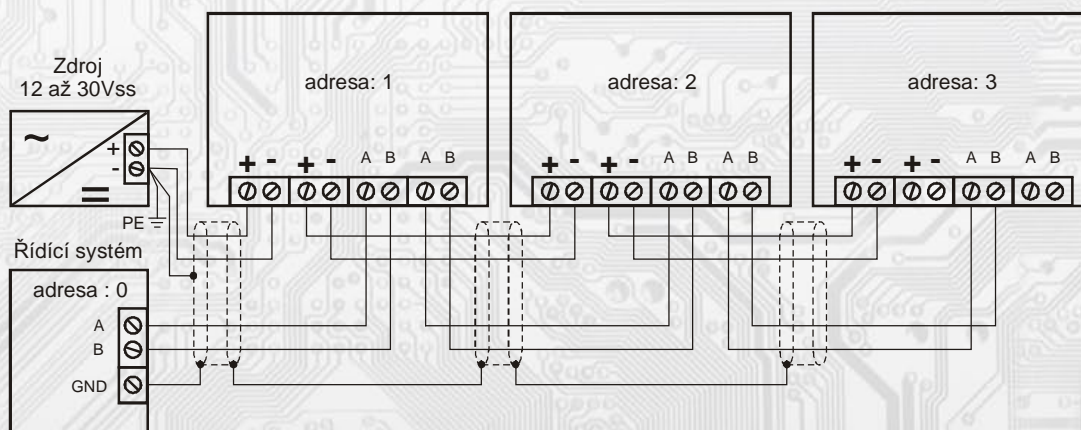 Zdroj
12 až 30Vss
~
+
-
=
PE
Řídící systém
adresa : 0
A
B
GND
adresa: 1
+ - + - A B A B
adresa: 2
+ - + - A B A B
adresa: 3
+ - + - A B A B